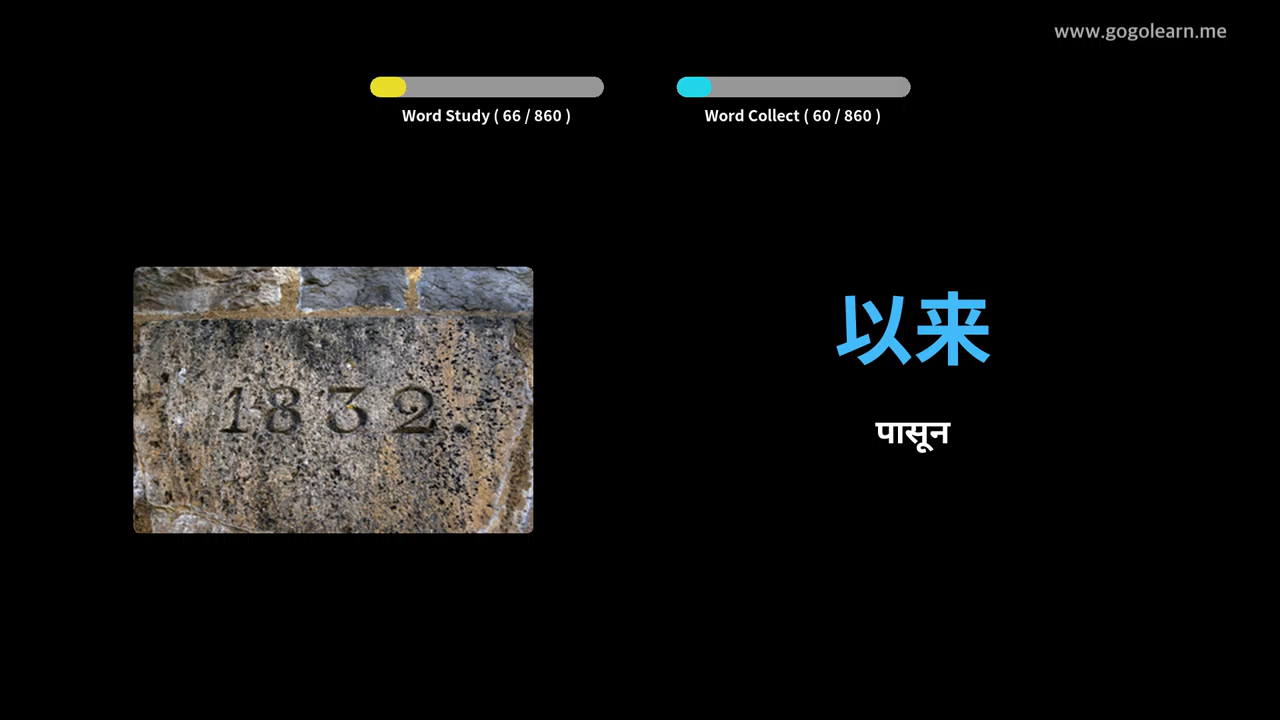 www.gogolearn.me
Word Study ( 66 / 860 )
Word Collect ( 60 / 860 )
1832.
以来
पासून